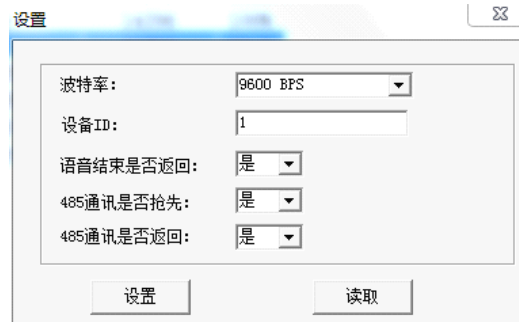 设置
波特率： 9600 BPS
设备ID： 1
语音结束是否返回： 是
485通讯是否抢先： 是
485通讯是否返回： 是
设置 读取